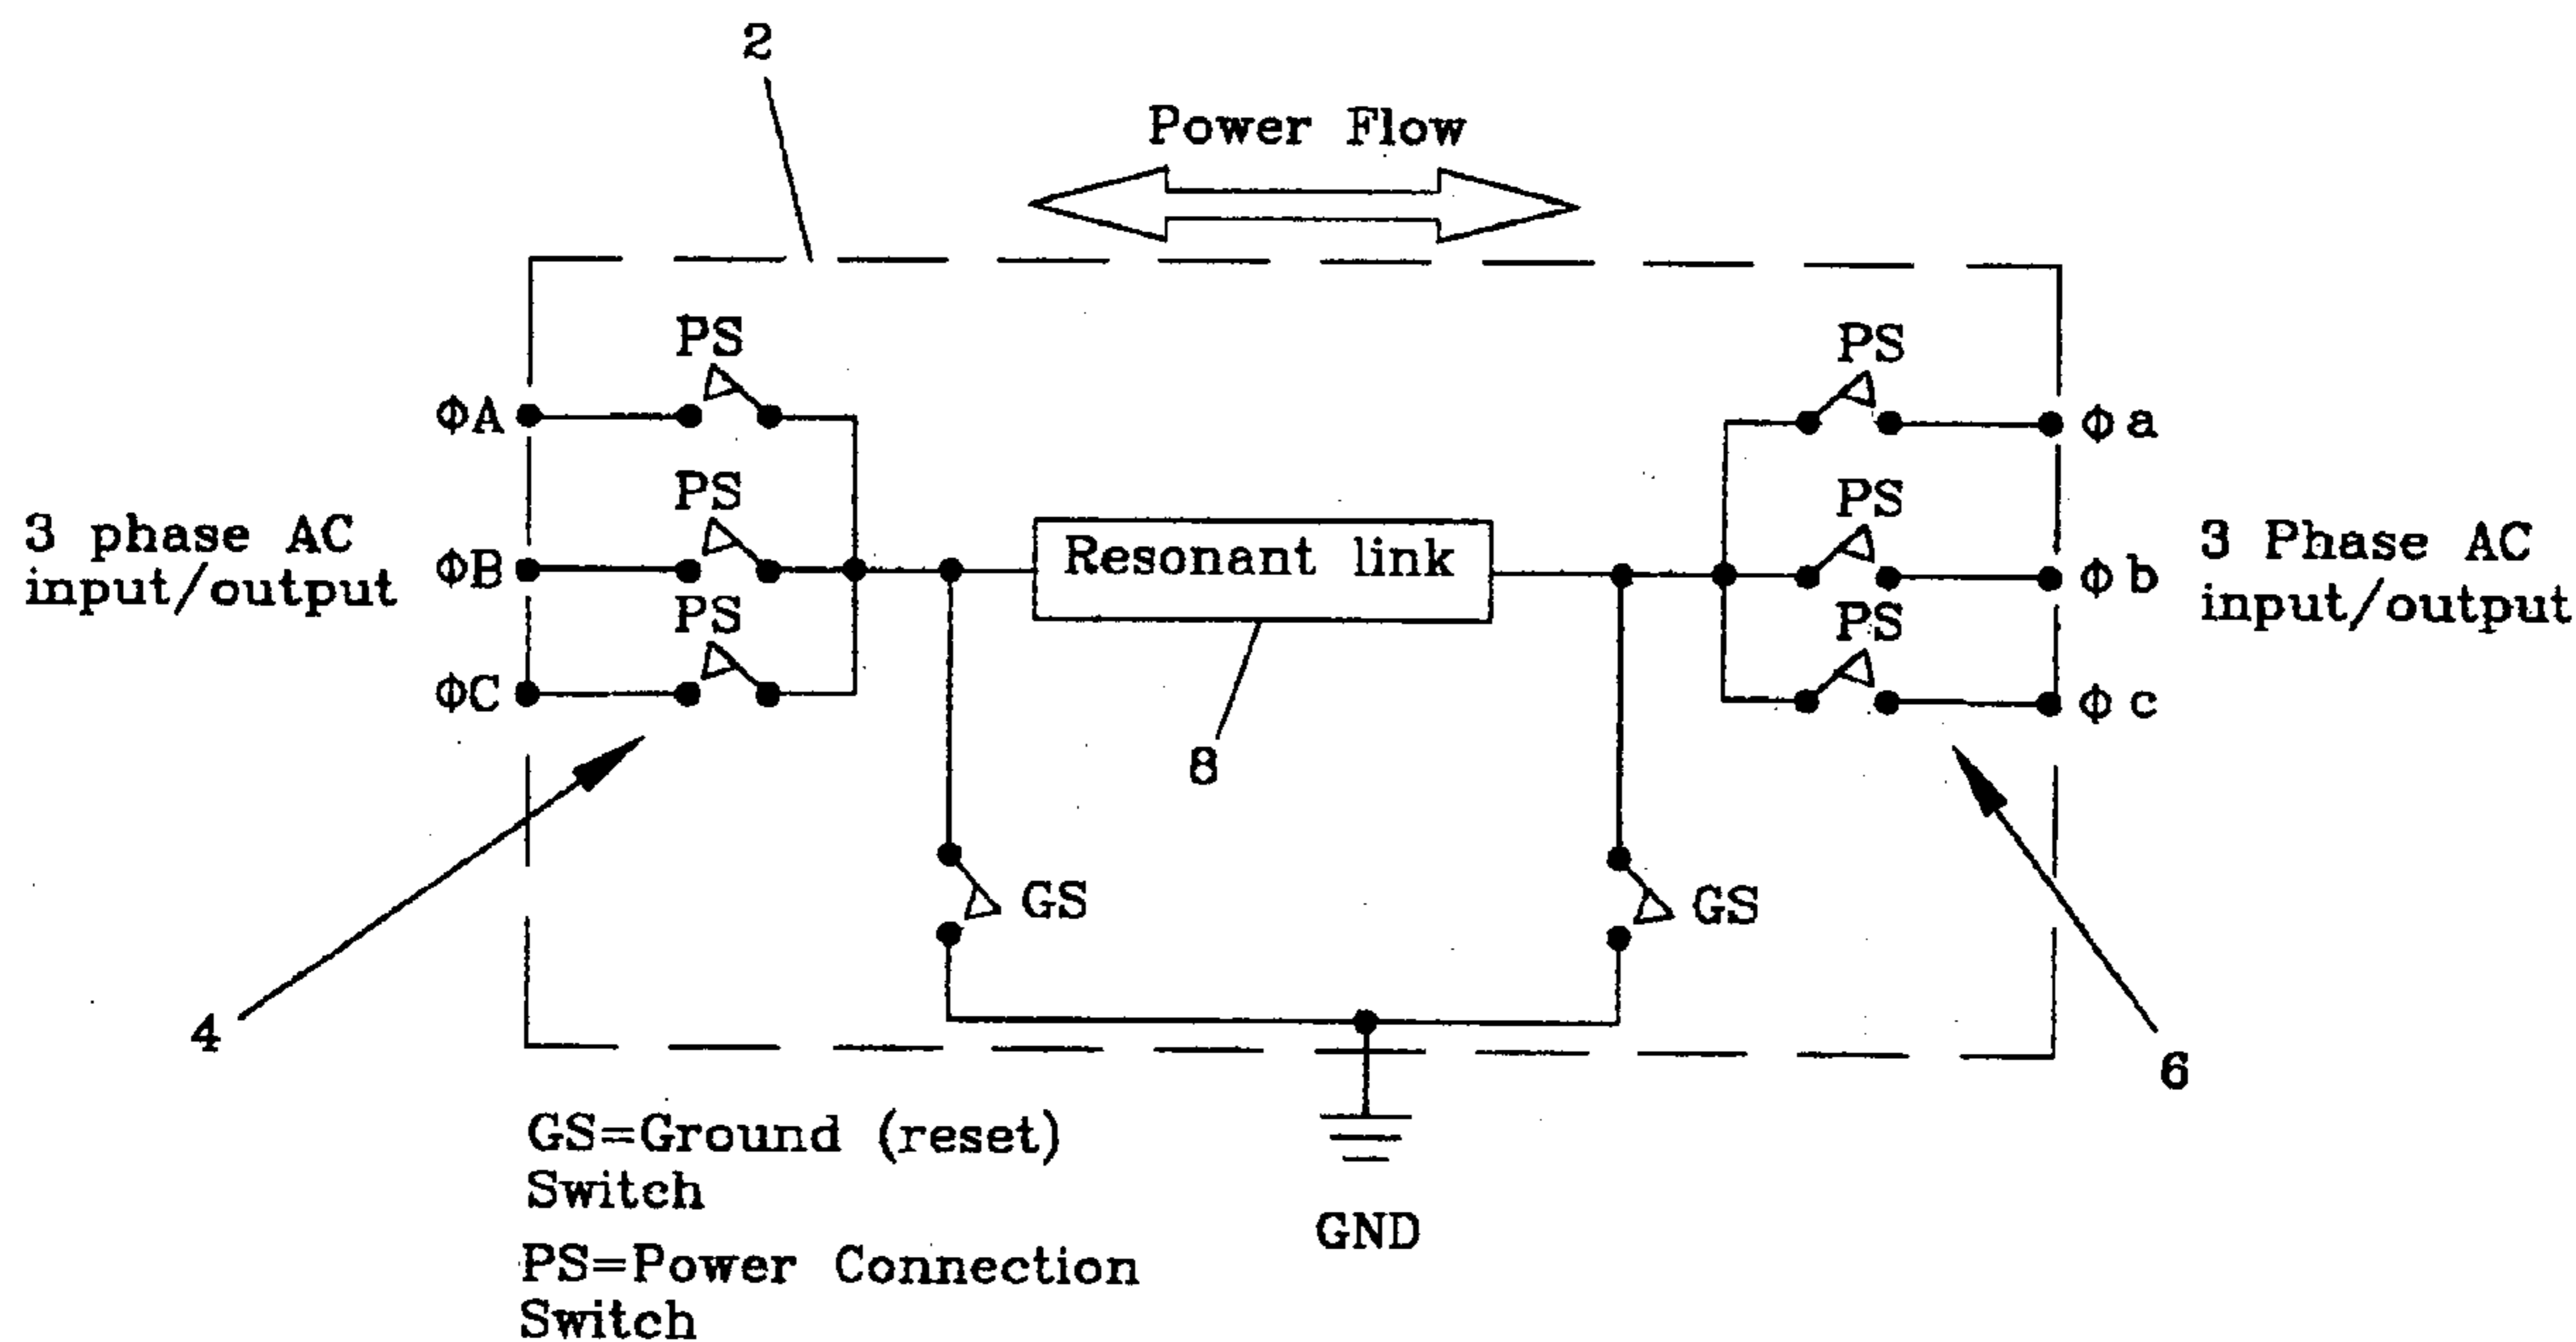 2
Power Flow
PS
PS
ΦA
Φa
PS
PS
3 phase AC
input/output
ΦB
Resonant link
Φb
3 Phase AC
input/output
PS
PS
ΦC
Φc
8
GS
GS
4
6
GS=Ground (reset)
Switch
GND
PS=Power Connection
Switch